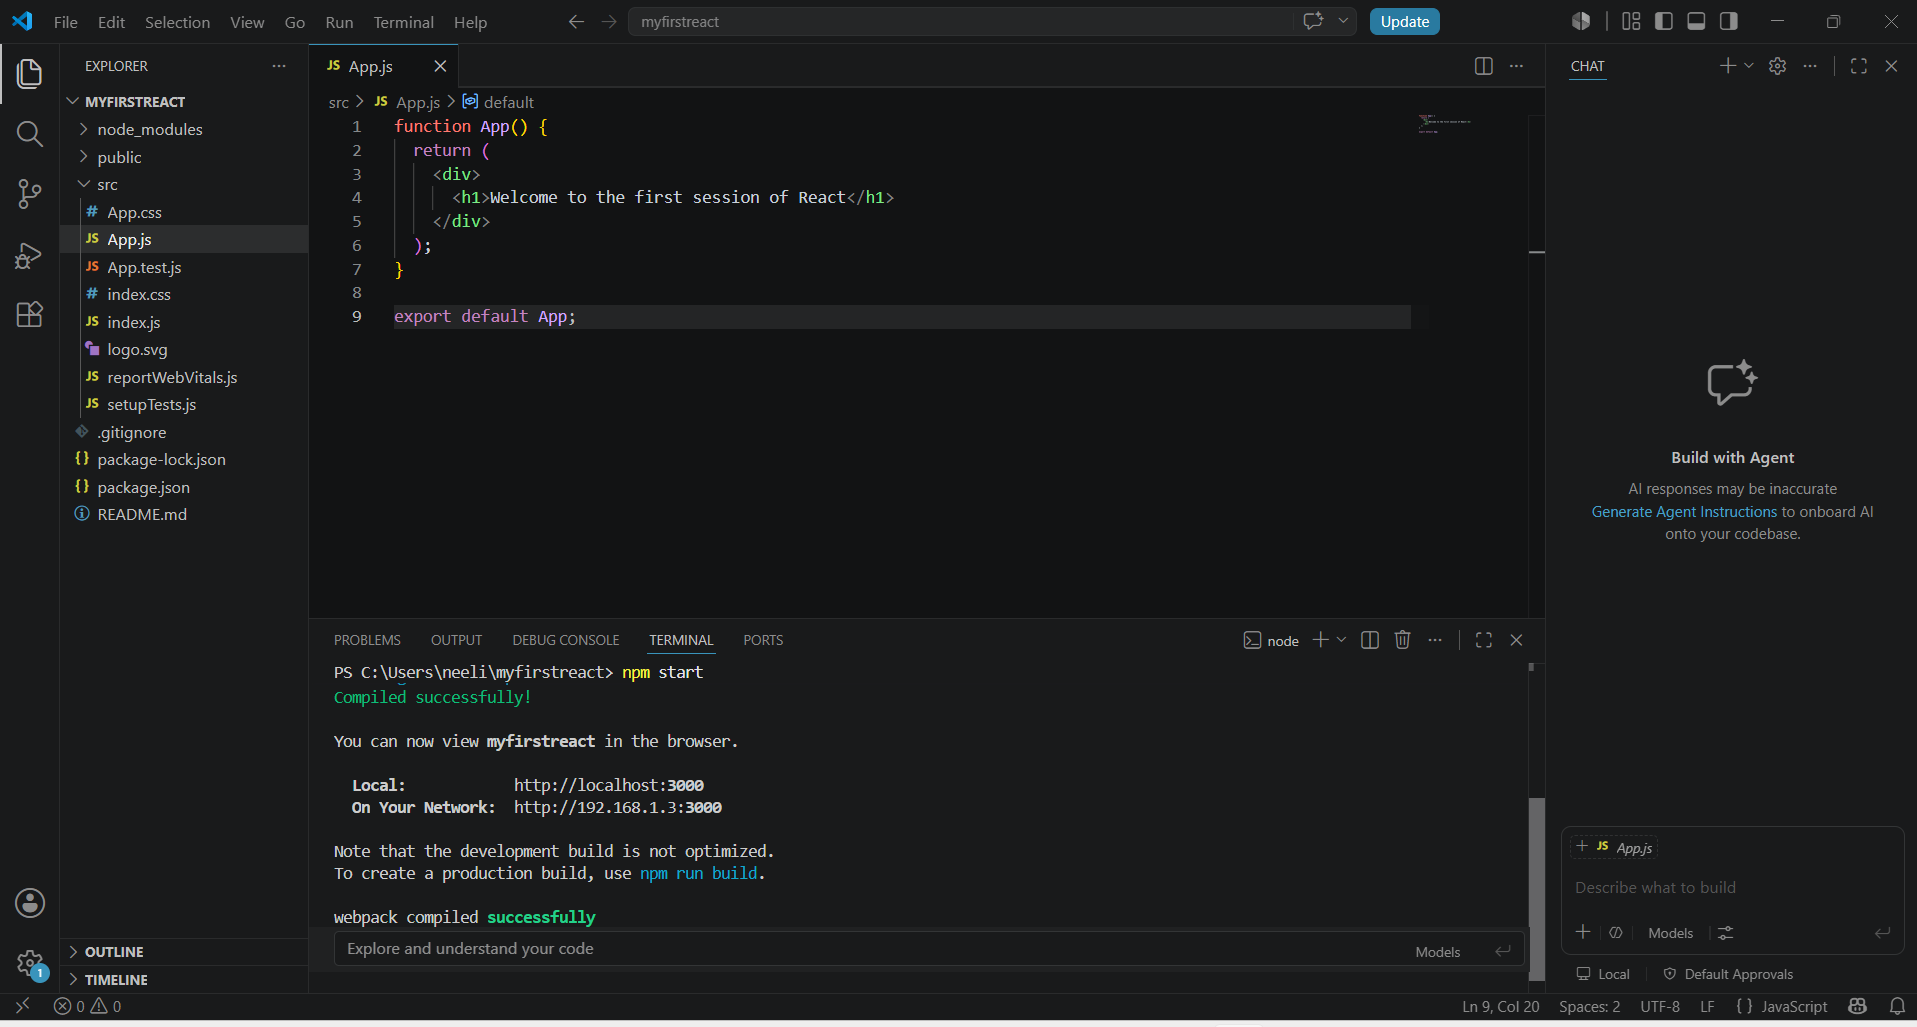 File Edit Selection View Go Run Terminal Help
myfirstreact
Update
EXPLORER
MYFIRSTREACT
node_modules
public
src
# App.css
JS App.js
JS App.test.js
# index.css
JS index.js
logo.svg
JS reportWebVitals.js
JS setupTests.js
.gitignore
{} package-lock.json
{} package.json
README.md
OUTLINE
TIMELINE
JS App.js
src > JS App.js > default
1 function App() {
2 return (
3 <div>
4 <h1>Welcome to the first session of React</h1>
5 </div>
6 );
7 }
8
9 export default App;
PROBLEMS OUTPUT DEBUG CONSOLE TERMINAL PORTS
node
PS C:\Users\neeli\myfirstreact> npm start
Compiled successfully!
You can now view myfirstreact in the browser.
Local: http://localhost:3000
On Your Network: http://192.168.1.3:3000
Note that the development build is not optimized.
To create a production build, use npm run build.
webpack compiled successfully
Explore and understand your code
Models
CHAT
Build with Agent
AI responses may be inaccurate
Generate Agent Instructions to onboard AI
onto your codebase.
JS App.js
Describe what to build
Models
Local Default Approvals
1
0 0
Ln 9, Col 20 Spaces: 2 UTF-8 LF {} JavaScript